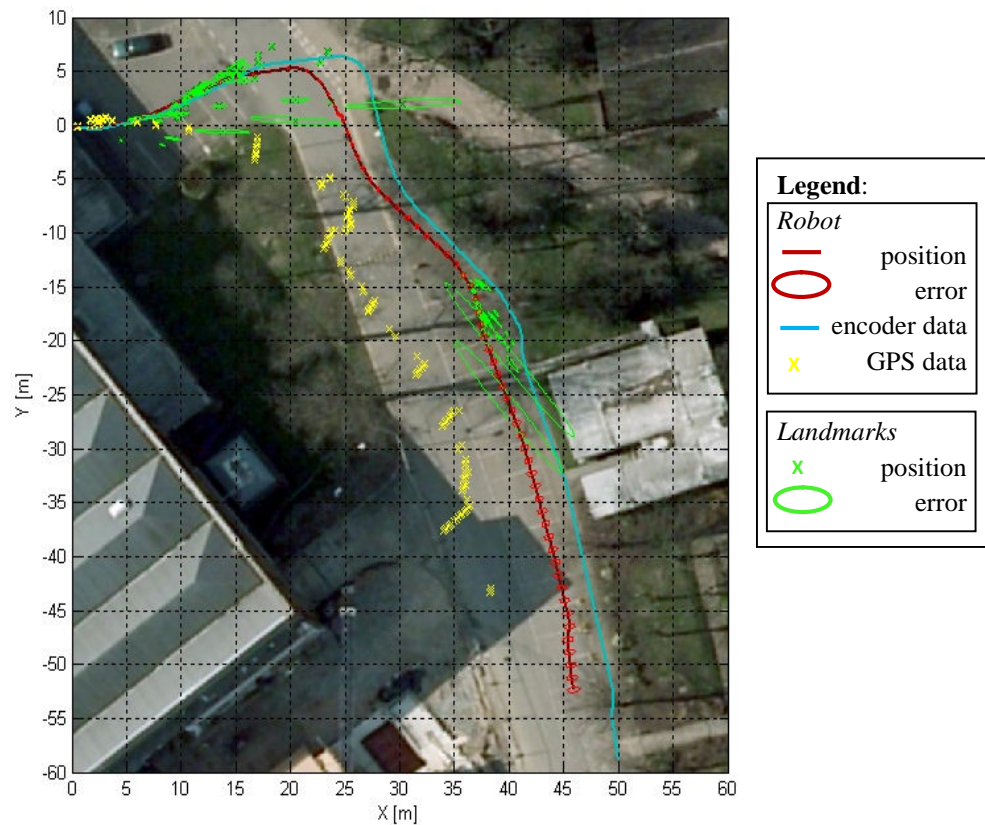 10
5
0
-5
-10
-15
-20
-25
-30
-35
-40
-45
-50
-55
-60
Y [m]
0 5 10 15 20 25 30 35 40 45 50 55 60
X [m]
Legend:
Robot
position
error
encoder data
x GPS data
Landmarks
x position
error